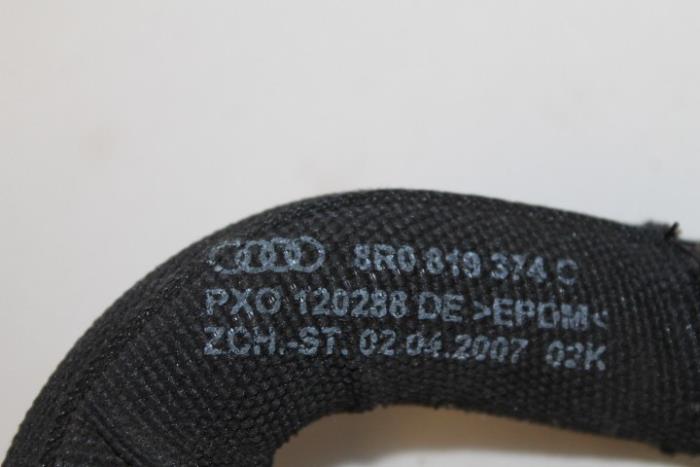 8R0 819 374 C
PXO 120288 DE >EPDM<
ZCH.-ST. 02.04.2007 02K